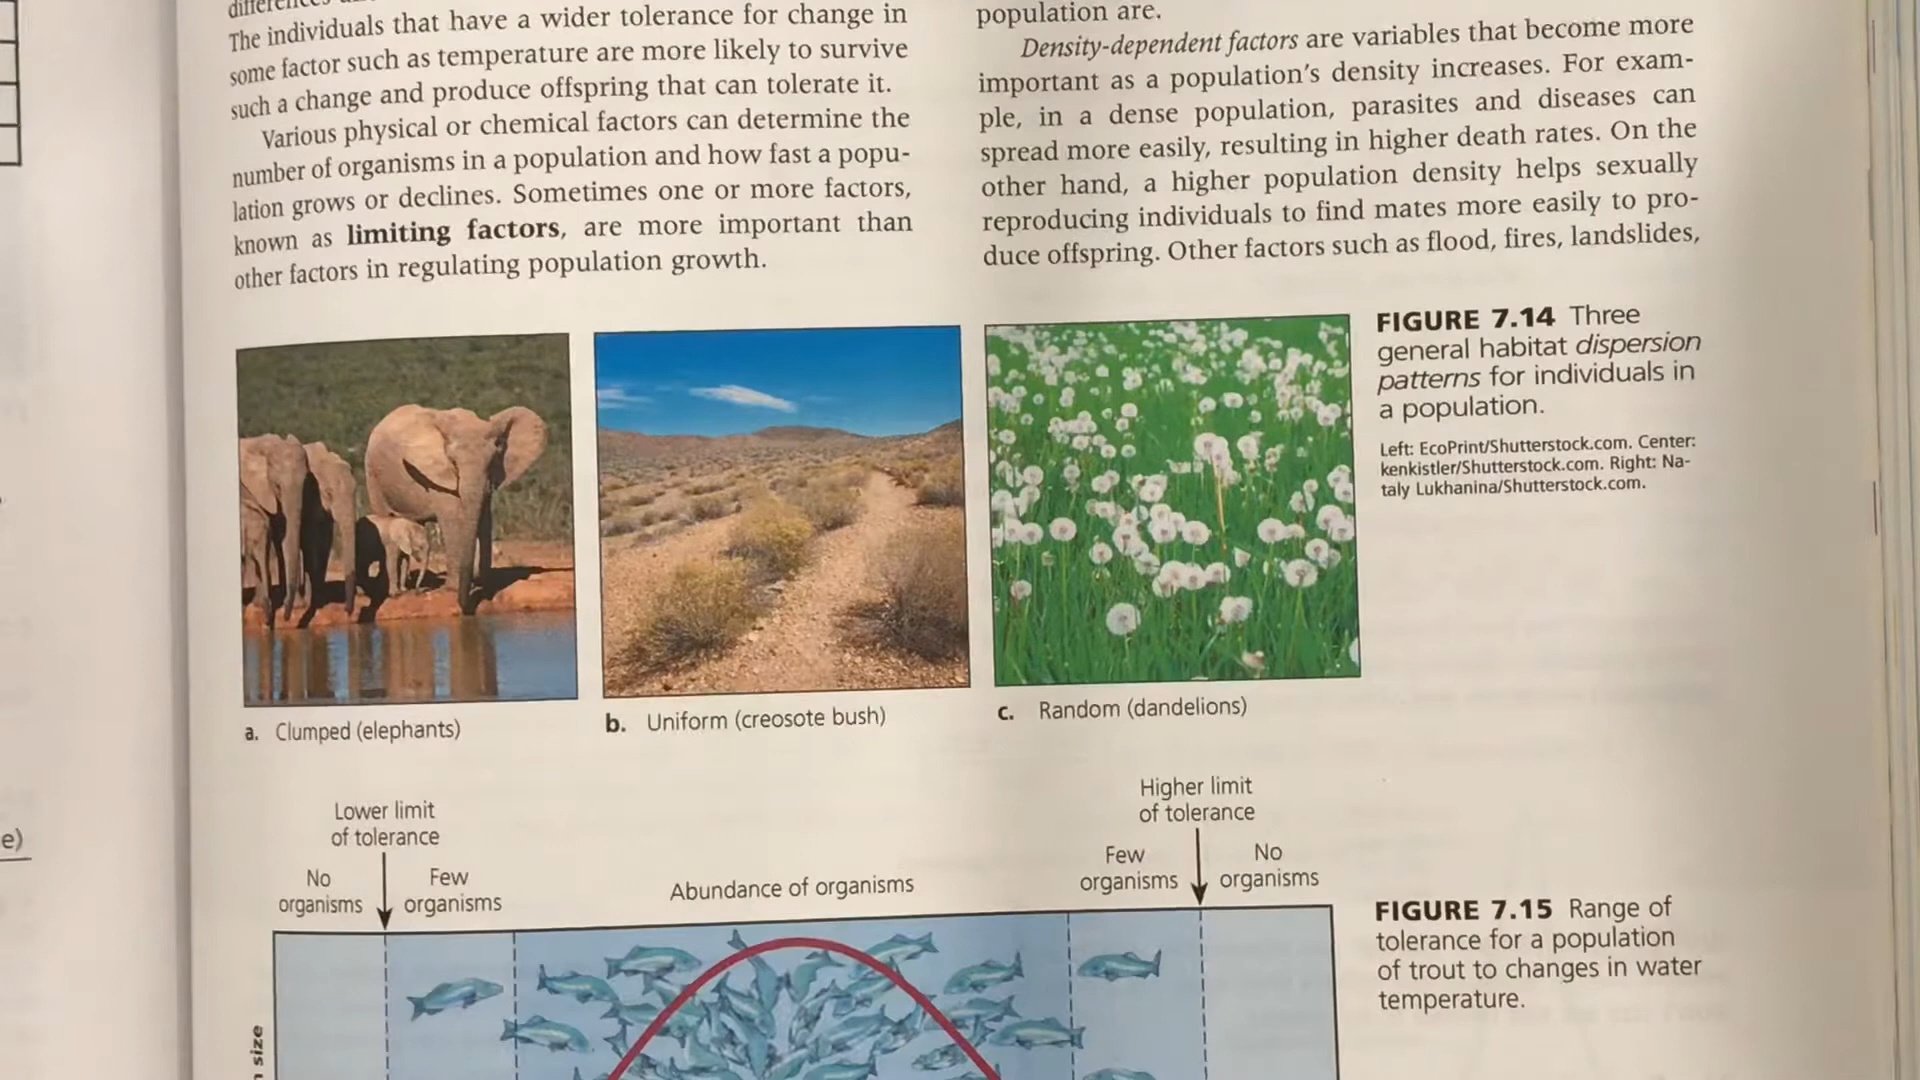 The individuals that have a wider tolerance for change in
some factor such as temperature are more likely to survive
such a change and produce offspring that can tolerate it.
Various physical or chemical factors can determine the
number of organisms in a population and how fast a popu-
lation grows or declines. Sometimes one or more factors,
known as limiting factors, are more important than
other factors in regulating population growth.
population are.
Density-dependent factors are variables that become more
important as a population's density increases. For exam-
ple, in a dense population, parasites and diseases can
spread more easily, resulting in higher death rates. On the
other hand, a higher population density helps sexually
reproducing individuals to find mates more easily to pro-
duce offspring. Other factors such as flood, fires, landslides,
FIGURE 7.14 Three
general habitat dispersion
patterns for individuals in
a population.
Left: EcoPrint/Shutterstock.com. Center:
kenkistler/Shutterstock.com. Right: Na-
taly Lukhanina/Shutterstock.com.
a. Clumped (elephants)
b. Uniform (creosote bush)
c. Random (dandelions)
Lower limit
of tolerance
No
organisms
Few
organisms
Abundance of organisms
Higher limit
of tolerance
Few
organisms
No
organisms
size
FIGURE 7.15 Range of
tolerance for a population
of trout to changes in water
temperature.
e)